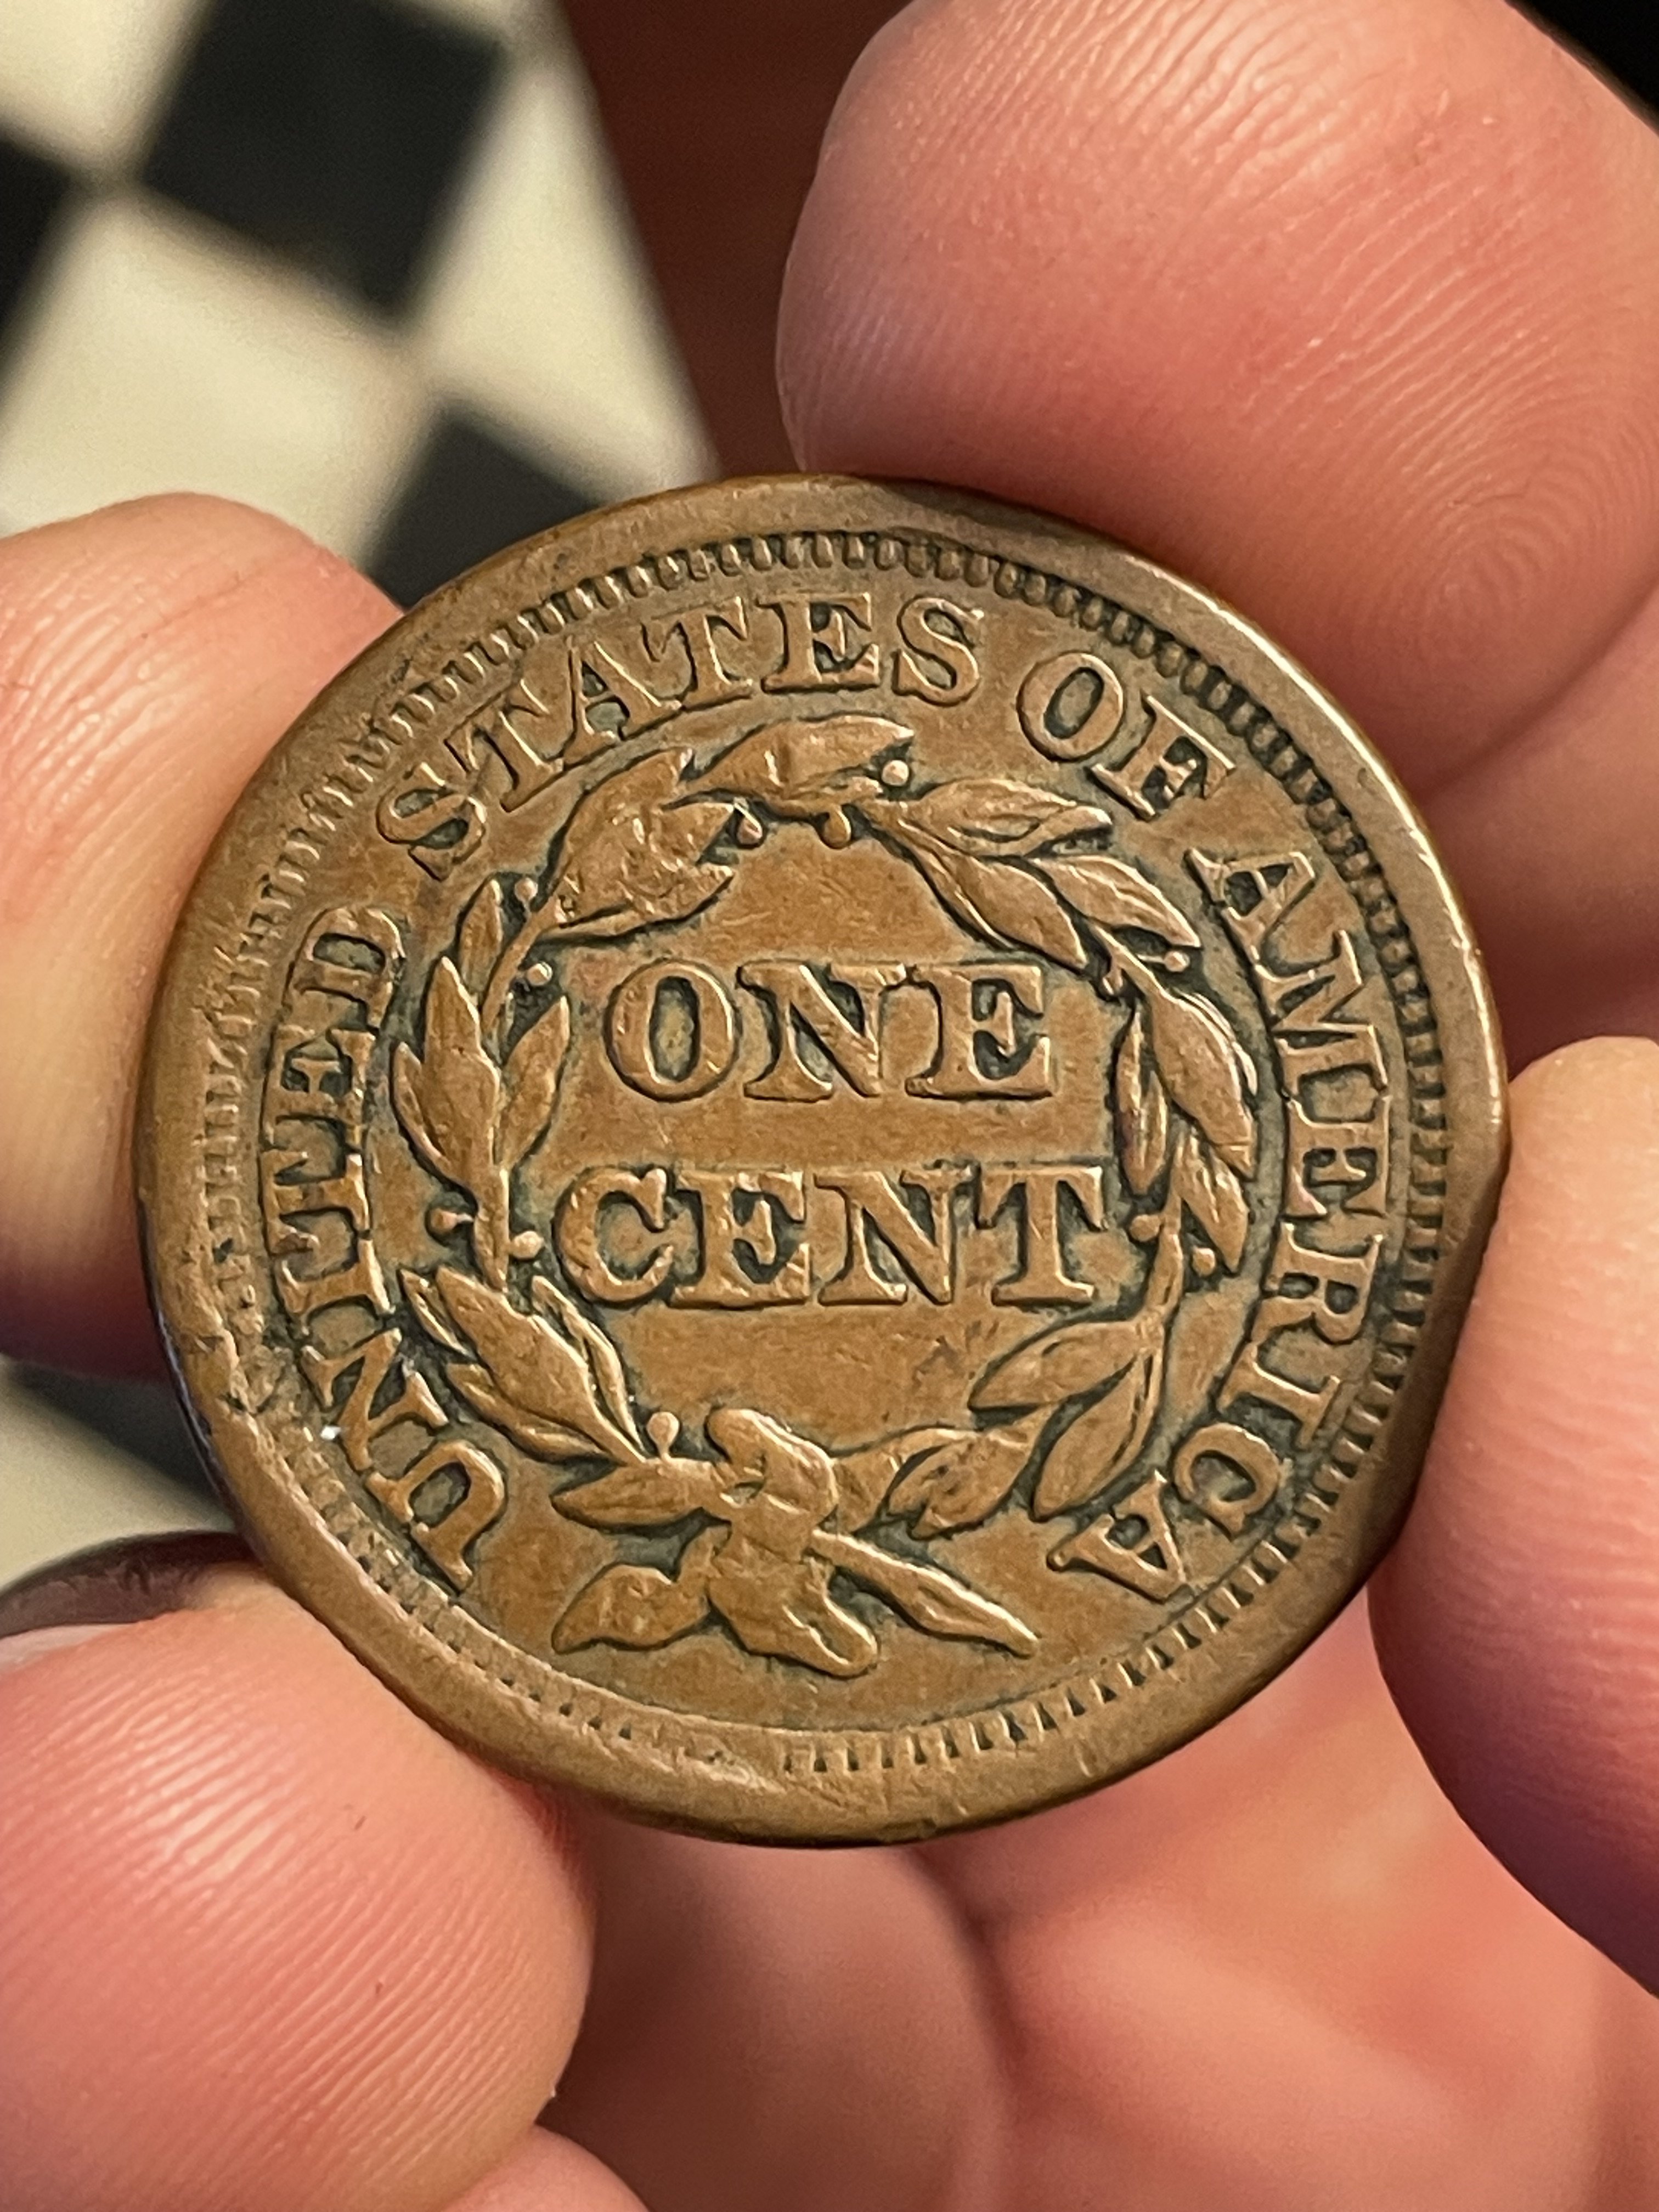 UNITED STATES OF AMERICA
ONE
CENT